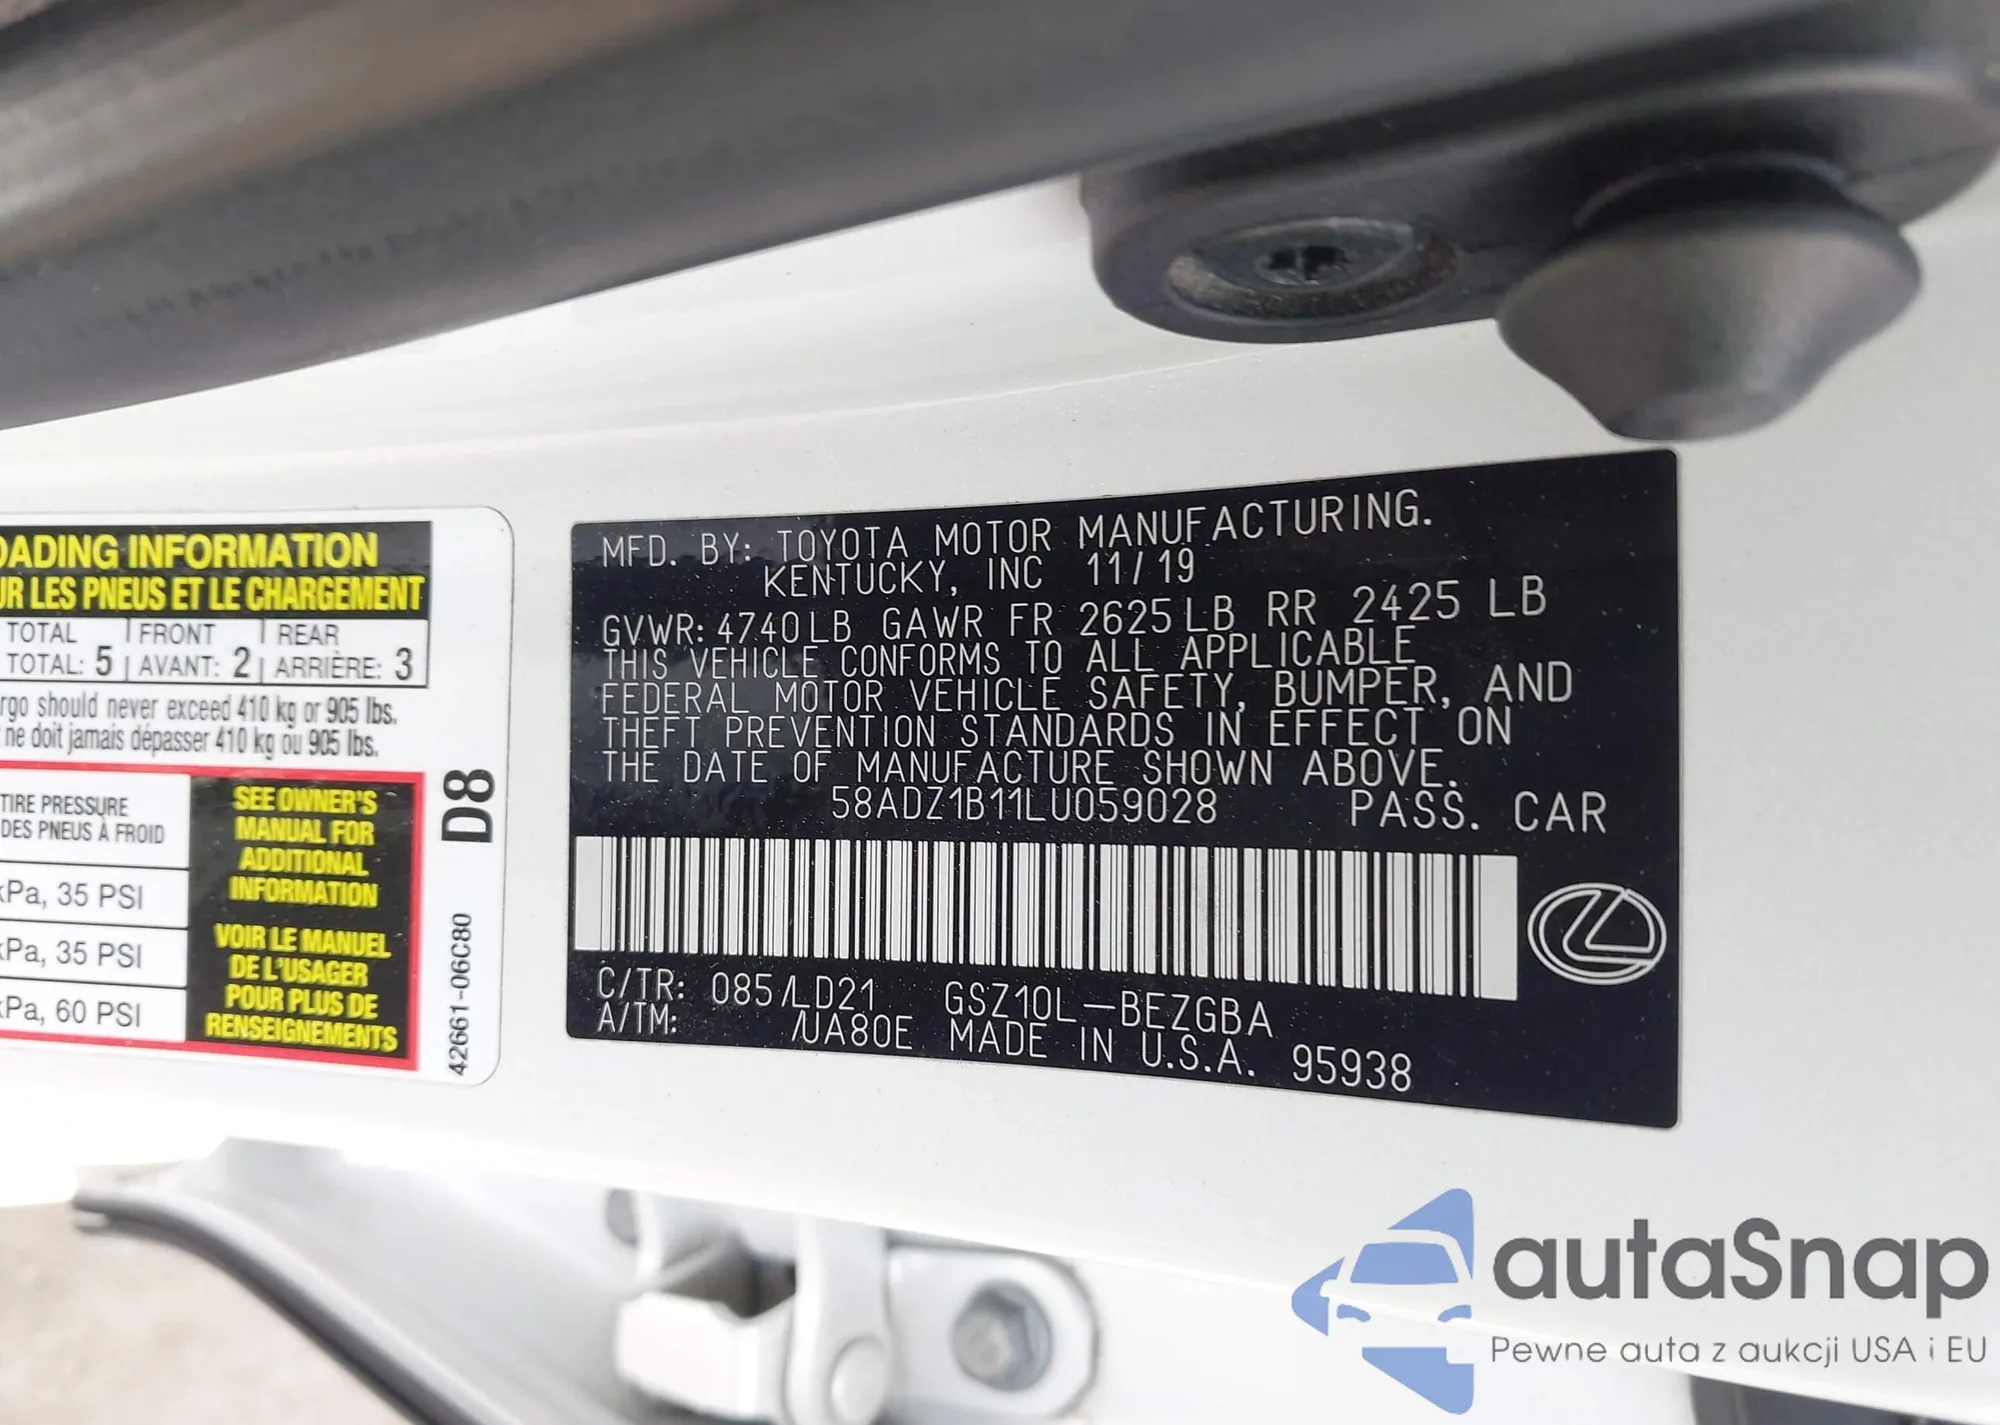 OADING INFORMATION
UR LES PNEUS ET LE CHARGEMENT
TOTAL FRONT REAR
TOTAL: 5 AVANT: 2 ARRIÈRE: 3
rgo should never exceed 410 kg or 905 lbs.
ne doit jamais dépasser 410 kg ou 905 lbs.
TIRE PRESSURE
DES PNEUS À FROID
kPa, 35 PSI
kPa, 35 PSI
kPa, 60 PSI
SEE OWNER'S
MANUAL FOR
ADDITIONAL
INFORMATION
VOIR LE MANUEL
DE L'USAGER
POUR PLUS DE
RENSEIGNEMENTS
D8
42661-06C80
MFD. BY: TOYOTA MOTOR MANUFACTURING.
KENTUCKY, INC 11/19
GVWR: 4740LB GAWR FR 2625LB RR 2425 LB
THIS VEHICLE CONFORMS TO ALL APPLICABLE
FEDERAL MOTOR VEHICLE SAFETY, BUMPER, AND
THEFT PREVENTION STANDARDS IN EFFECT ON
THE DATE OF MANUFACTURE SHOWN ABOVE.
58ADZ1B11LU059028 PASS. CAR
C/TR: 085/LD21 GSZ10L-BEZGBA
A/TM: /UA80E MADE IN U.S.A. 95938
autaSnap
Pewne auta z aukcji USA i EU